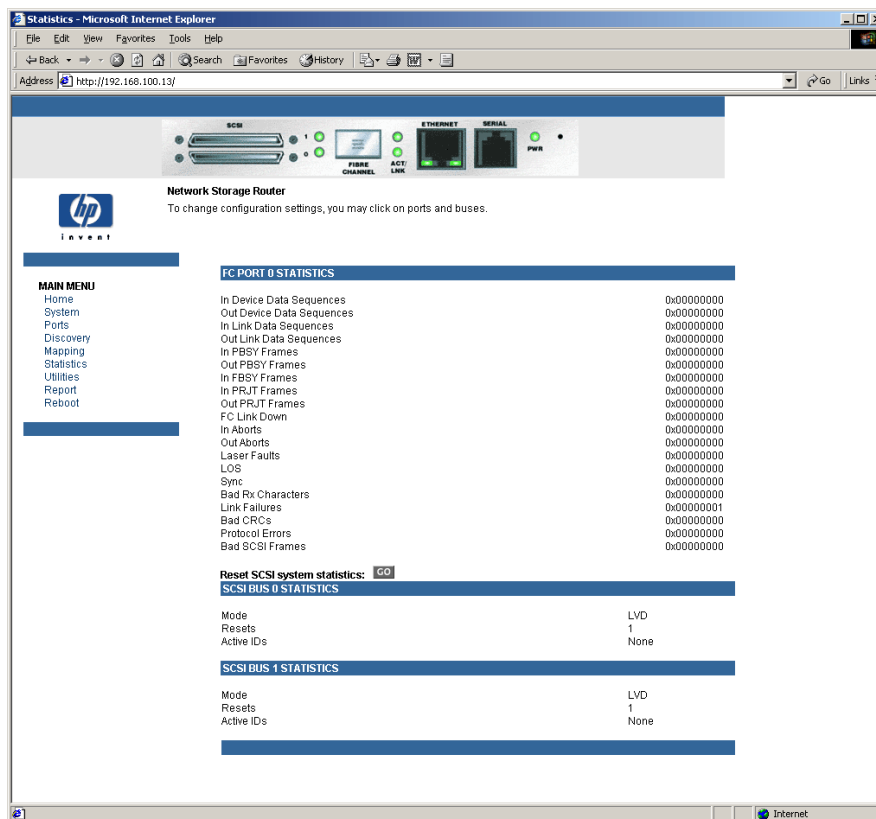 Statistics - Microsoft Internet Explorer
File Edit View Favorites Tools Help
Back Search Favorites History
Address http://192.168.100.13/ Go Links
SCSI 1 0 FIBRE CHANNEL ACT/ LNK ETHERNET SERIAL PWR
Network Storage Router
To change configuration settings, you may click on ports and buses.
hp
invent
MAIN MENU
Home
System
Ports
Discovery
Mapping
Statistics
Utilities
Report
Reboot
FC PORT 0 STATISTICS
In Device Data Sequences 0x00000000
Out Device Data Sequences 0x00000000
In Link Data Sequences 0x00000000
Out Link Data Sequences 0x00000000
In PBSY Frames 0x00000000
Out PBSY Frames 0x00000000
In FBSY Frames 0x00000000
In PRJT Frames 0x00000000
Out PRJT Frames 0x00000000
FC Link Down 0x00000000
In Aborts 0x00000000
Out Aborts 0x00000000
Laser Faults 0x00000000
LOS 0x00000000
Sync 0x00000000
Bad Rx Characters 0x00000000
Link Failures 0x00000001
Bad CRCs 0x00000000
Protocol Errors 0x00000000
Bad SCSI Frames 0x00000000
Reset SCSI system statistics: GO
SCSI BUS 0 STATISTICS
Mode LVD
Resets 1
Active IDs None
SCSI BUS 1 STATISTICS
Mode LVD
Resets 1
Active IDs None
Internet